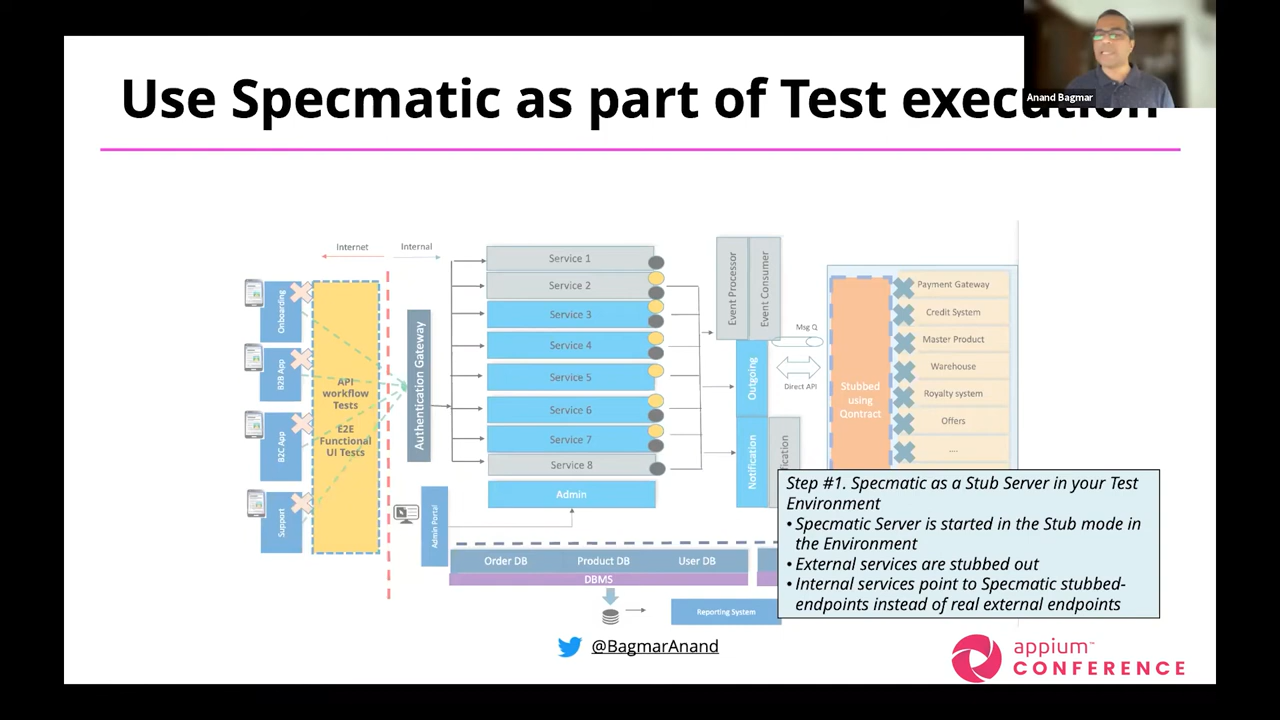 Use Specmatic as part of Test execution
Anand Bagmar
Internet
Internal
Onboarding
B2B App
B2C App
Support
API
workflow
Tests
E2E
Functional
UI Tests
Authentication Gateway
Admin Portal
Service 1
Service 2
Service 3
Service 4
Service 5
Service 6
Service 7
Service 8
Admin
Order DB
Product DB
User DB
DBMS
Reporting System
Event Processor
Event Consumer
Outgoing
Notification
Msg Q
Direct API
Stubbed
using
Qontract
Payment Gateway
Credit System
Master Product
Warehouse
Royalty system
Offers
....
Step #1. Specmatic as a Stub Server in your Test
Environment
• Specmatic Server is started in the Stub mode in
the Environment
• External services are stubbed out
• Internal services point to Specmatic stubbed-
endpoints instead of real external endpoints
@BagmarAnand
appium™
CONFERENCE